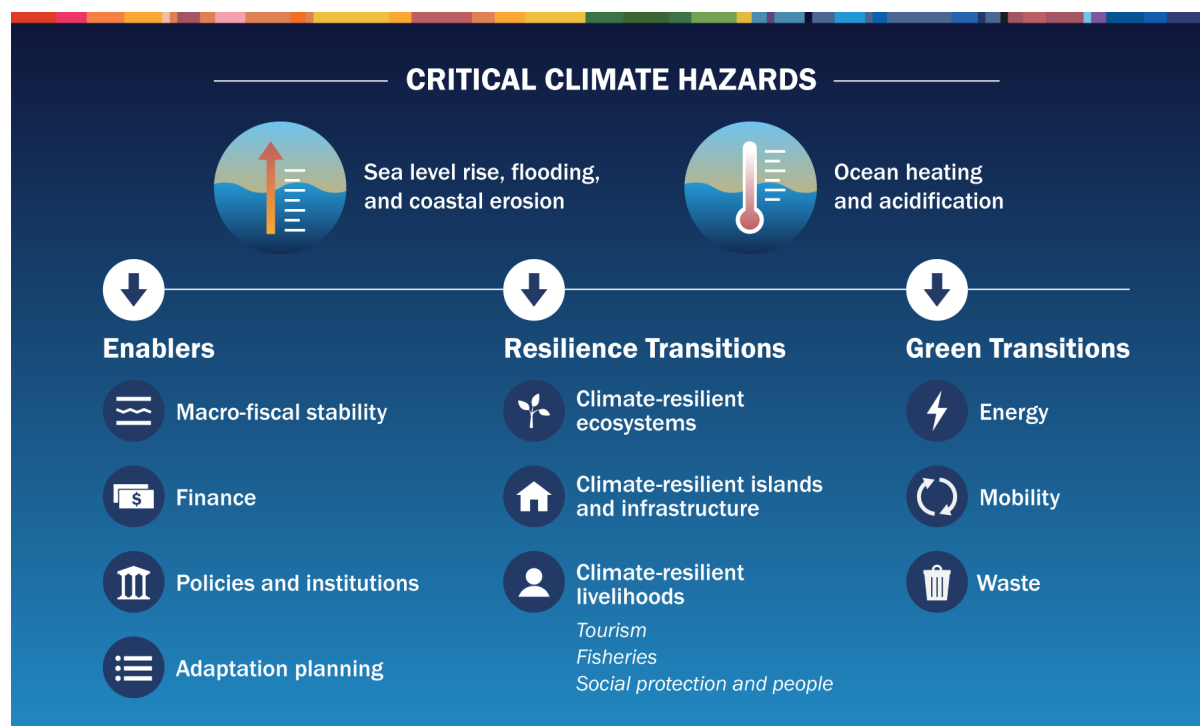 CRITICAL CLIMATE HAZARDS
Sea level rise, flooding,
and coastal erosion
Ocean heating
and acidification
Enablers
Macro-fiscal stability
$
Finance
Policies and institutions
Adaptation planning
Resilience Transitions
Climate-resilient
ecosystems
Climate-resilient islands
and infrastructure
Climate-resilient
livelihoods
Tourism
Fisheries
Social protection and people
Green Transitions
Energy
Mobility
Waste